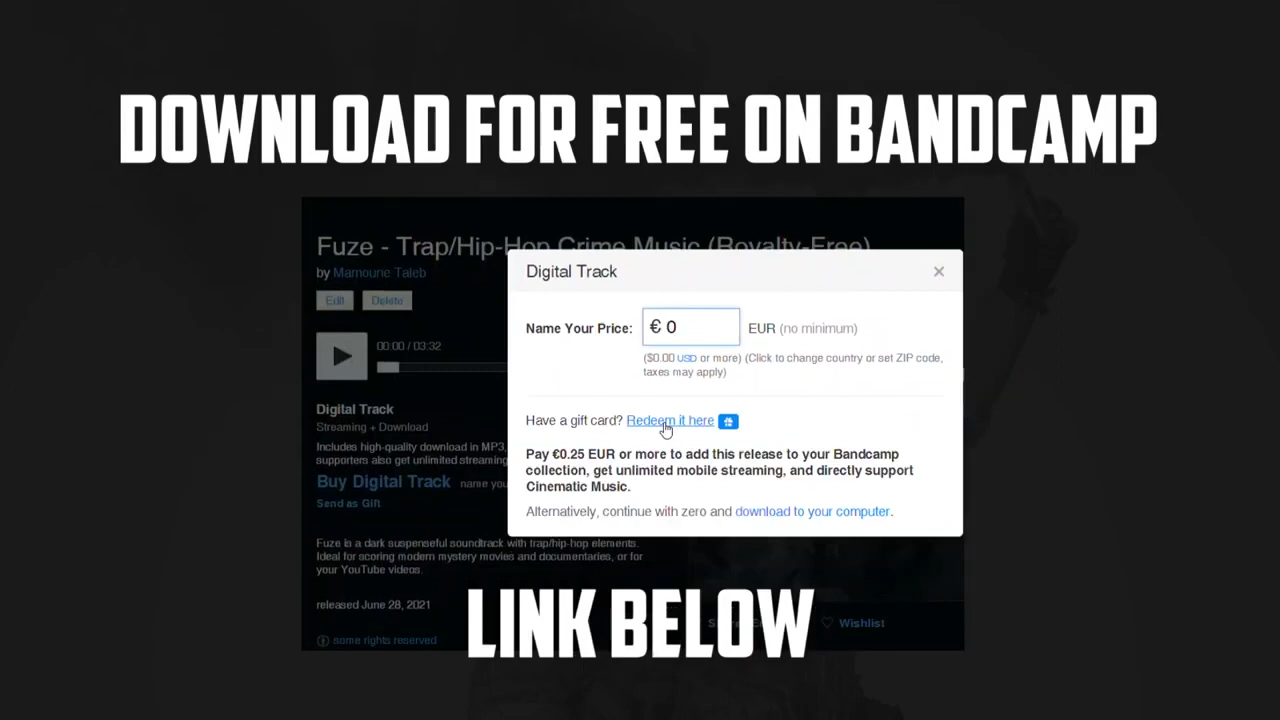 DOWNLOAD FOR FREE ON BANDCAMP
Fuze - Trap/Hip-Hop Crime Music (Royalty-Free)
by Mamoune Taleb
Edit Delete
00:00 / 03:32
Digital Track
Streaming + Download
Includes high-quality download in MP3,
supporters also get unlimited streaming
Buy Digital Track name you
Send as Gift
Fuze is a dark suspenseful soundtrack with trap/hip-hop elements.
Ideal for scoring modern mystery movies and documentaries, or for
your YouTube videos.
released June 28, 2021
some rights reserved
Digital Track ×
Name Your Price: € 0 EUR (no minimum)
($0.00 USD or more) (Click to change country or set ZIP code,
taxes may apply)
Have a gift card? Redeem it here
Pay €0.25 EUR or more to add this release to your Bandcamp
collection, get unlimited mobile streaming, and directly support
Cinematic Music.
Alternatively, continue with zero and download to your computer.
Wishlist
LINK BELOW